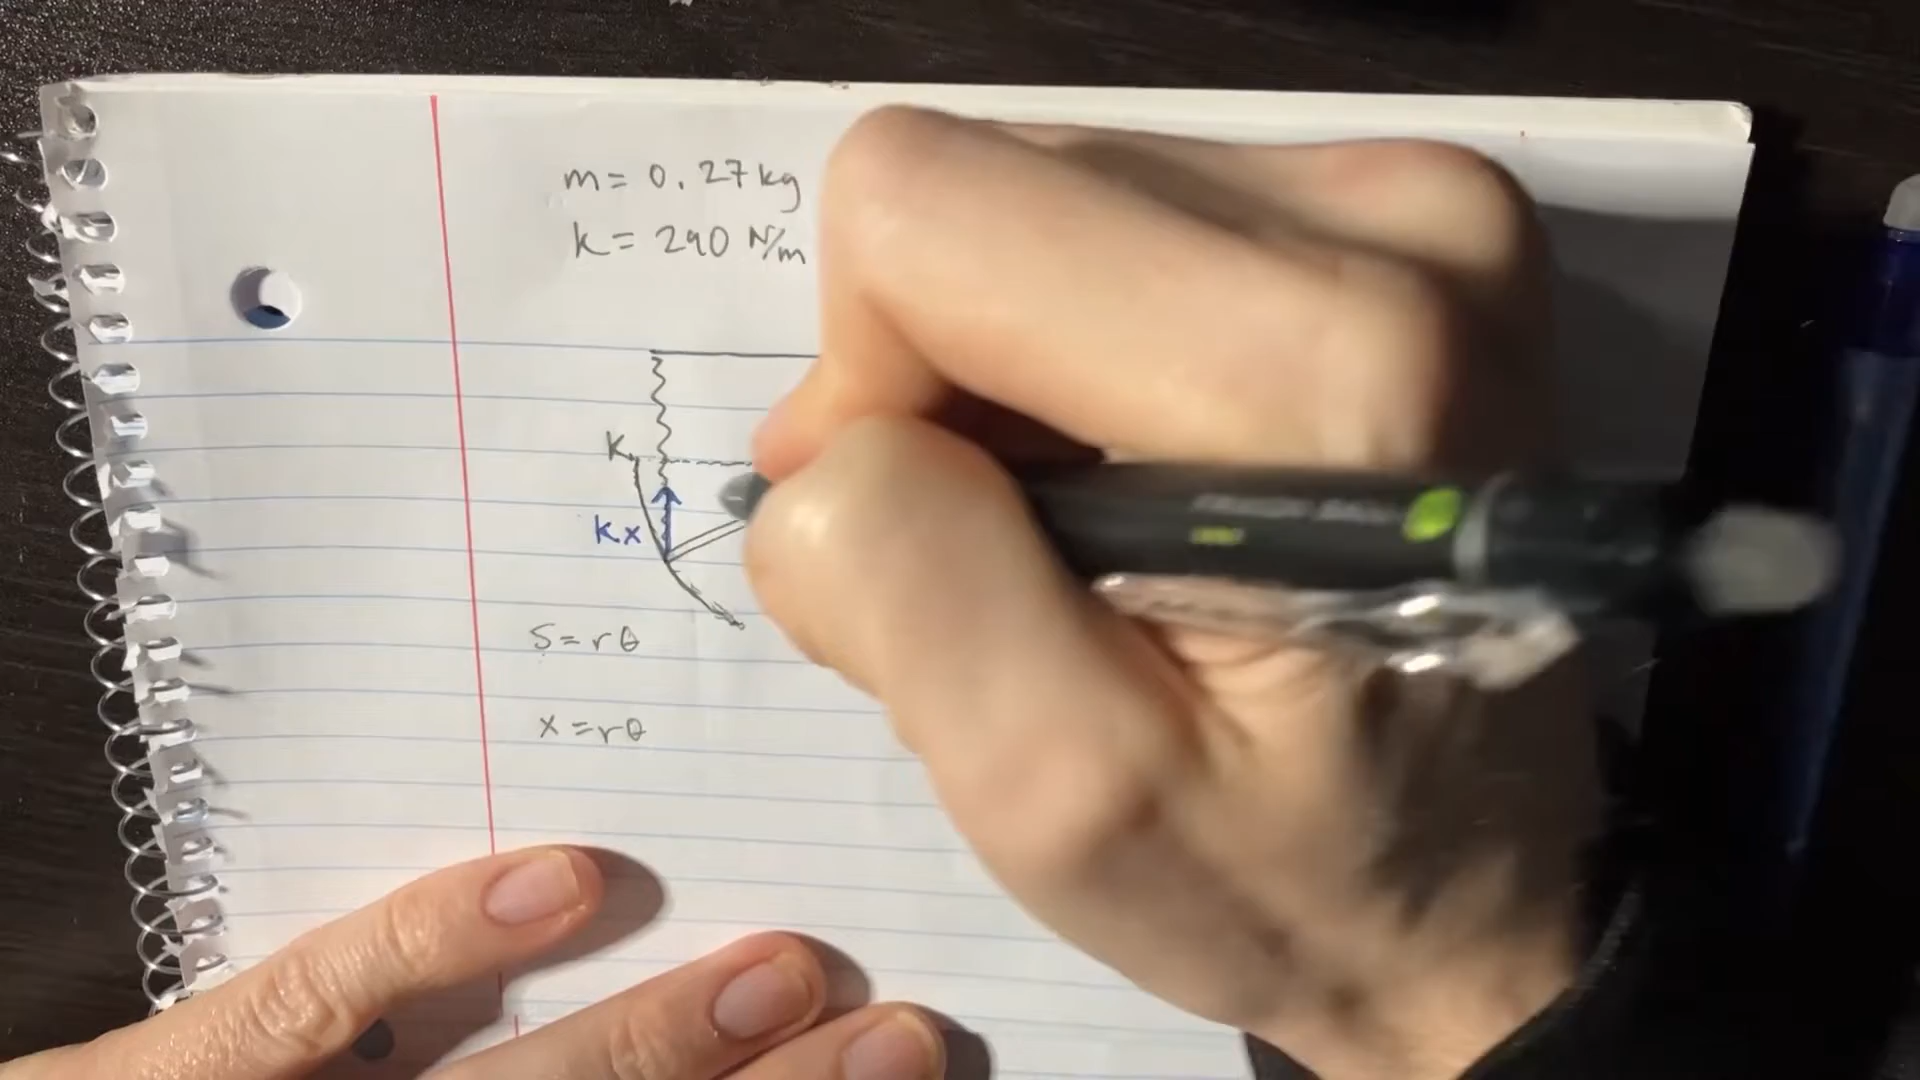 m = 0.27 kg
k = 290 N/m
k
kx
s = rθ
x = rθ